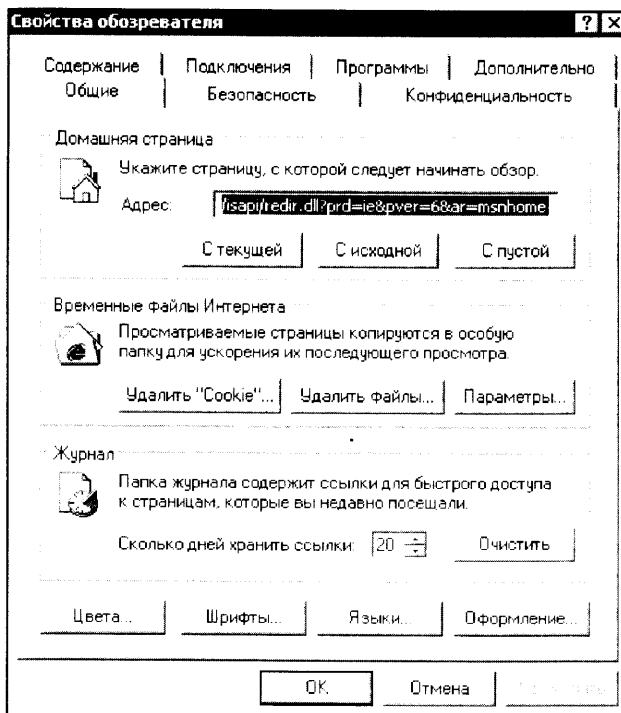 Свойства обозревателя
Содержание Подключения Программы Дополнительно
Общие Безопасность Конфиденциальность
Домашняя страница
Укажите страницу, с которой следует начинать обзор.
Адрес: /isapi/redir.dll?prd=ie&pver=6&ar=msnhome
С текущей С исходной С пустой
Временные файлы Интернета
Просматриваемые страницы копируются в особую
папку для ускорения их последующего просмотра.
Удалить "Cookie"... Удалить файлы... Параметры...
Журнал
Папка журнала содержит ссылки для быстрого доступа
к страницам, которые вы недавно посещали.
Сколько дней хранить ссылки: 20 Очистить
Цвета... Шрифты... Языки... Оформление...
OK Отмена